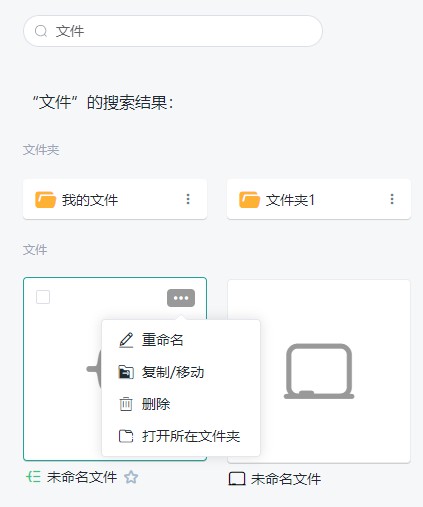 文件
“文件”的搜索结果：
文件夹
我的文件
文件夹1
文件
重命名
复制/移动
删除
打开所在文件夹
未命名文件
未命名文件